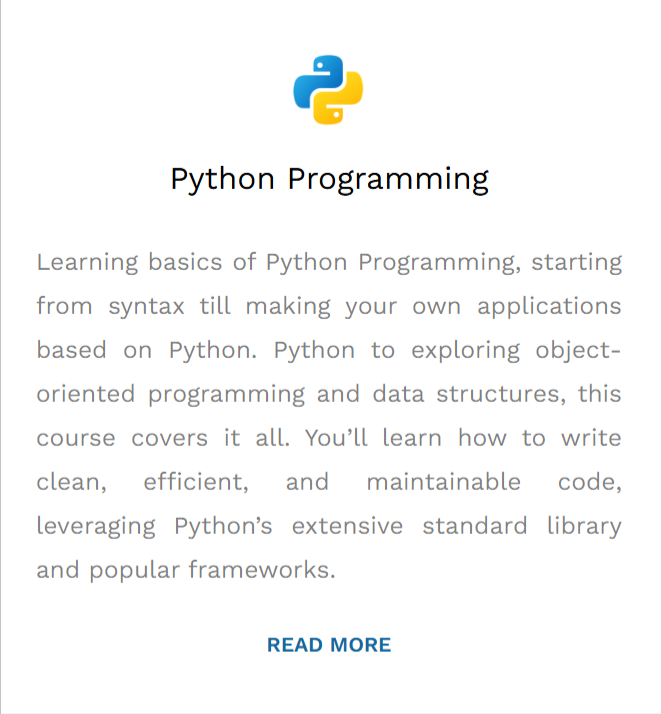 Python Programming
Learning basics of Python Programming, starting
from syntax till making your own applications
based on Python. Python to exploring object-
oriented programming and data structures, this
course covers it all. You’ll learn how to write
clean, efficient, and maintainable code,
leveraging Python’s extensive standard library
and popular frameworks.
READ MORE